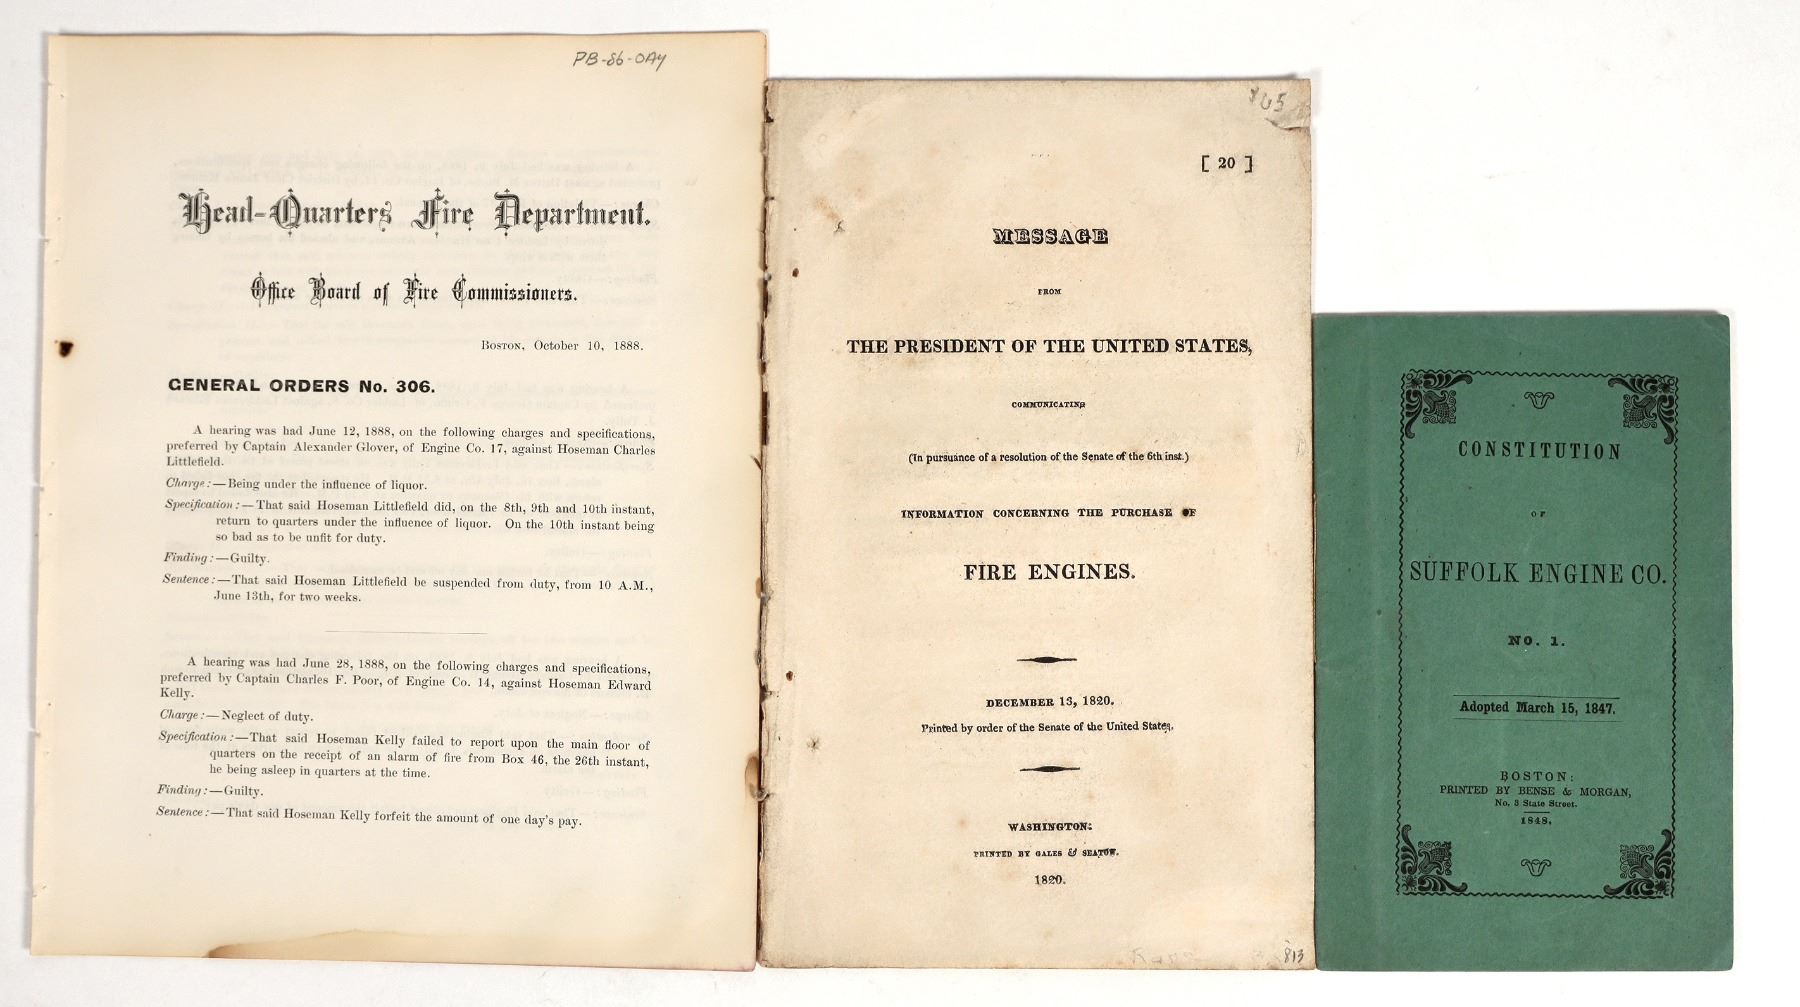 PB-86-OA4
Head-Quarters Fire Department.
Office Board of Fire Commissioners.
BOSTON, October 10, 1888.
GENERAL ORDERS No. 306.
A hearing was had June 12, 1888, on the following charges and specifications,
preferred by Captain Alexander Glover, of Engine Co. 17, against Hoseman Charles
Littlefield.
Charge:—Being under the influence of liquor.
Specification:—That said Hoseman Littlefield did, on the 8th, 9th and 10th instant,
return to quarters under the influence of liquor. On the 10th instant being
so bad as to be unfit for duty.
Finding:—Guilty.
Sentence:—That said Hoseman Littlefield be suspended from duty, from 10 A.M.,
June 13th, for two weeks.
A hearing was had June 28, 1888, on the following charges and specifications,
preferred by Captain Charles F. Poor, of Engine Co. 14, against Hoseman Edward
Kelly.
Charge:—Neglect of duty.
Specification:—That said Hoseman Kelly failed to report upon the main floor of
quarters on the receipt of an alarm of fire from Box 46, the 26th instant,
he being asleep in quarters at the time.
Finding:—Guilty.
Sentence:—That said Hoseman Kelly forfeit the amount of one day's pay.
[ 20 ]
MESSAGE
FROM
THE PRESIDENT OF THE UNITED STATES,
COMMUNICATING
(In pursuance of a resolution of the Senate of the 6th inst.)
INFORMATION CONCERNING THE PURCHASE OF
FIRE ENGINES.
DECEMBER 13, 1820.
Printed by order of the Senate of the United States.
WASHINGTON:
PRINTED BY GALES & SEATON.
1820.
813
CONSTITUTION
OF
SUFFOLK ENGINE CO.
NO. 1.
Adopted March 15, 1847.
BOSTON:
PRINTED BY BENSE & MORGAN,
No. 3 State Street.
1848.